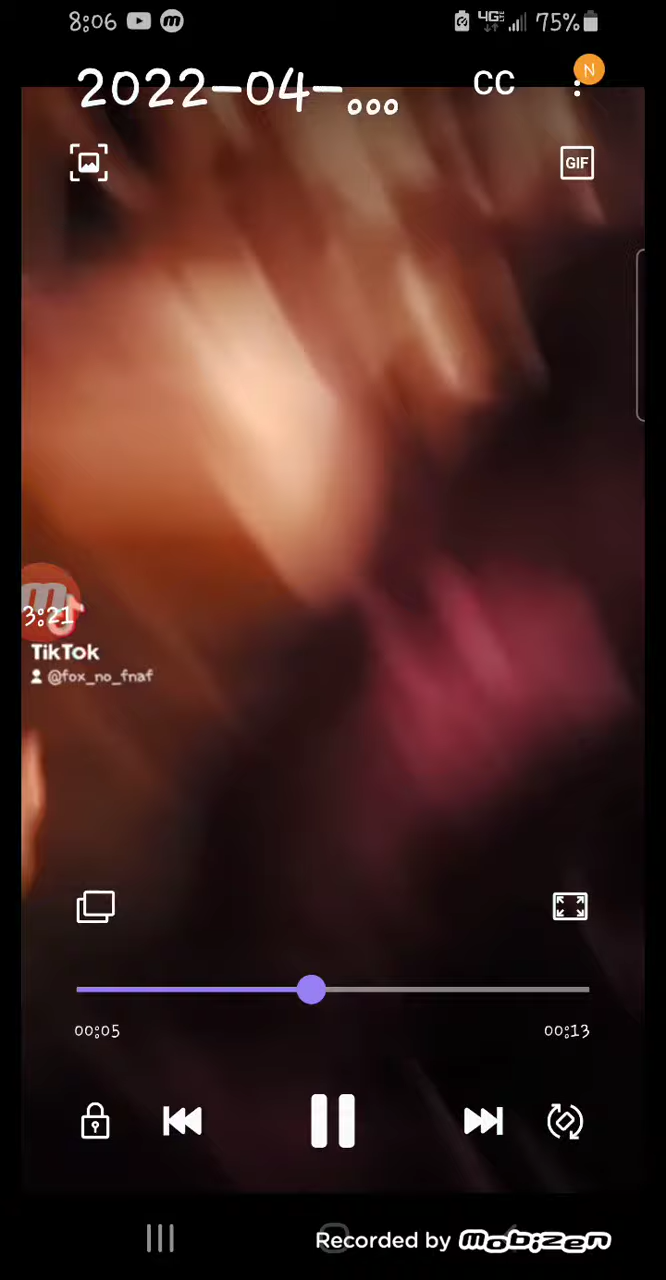 8:06 4G 75%
2022-04-... CC N
GIF
3:21
TikTok
@fox_no_fnaf
00:05 00:13
Recorded by mobizen